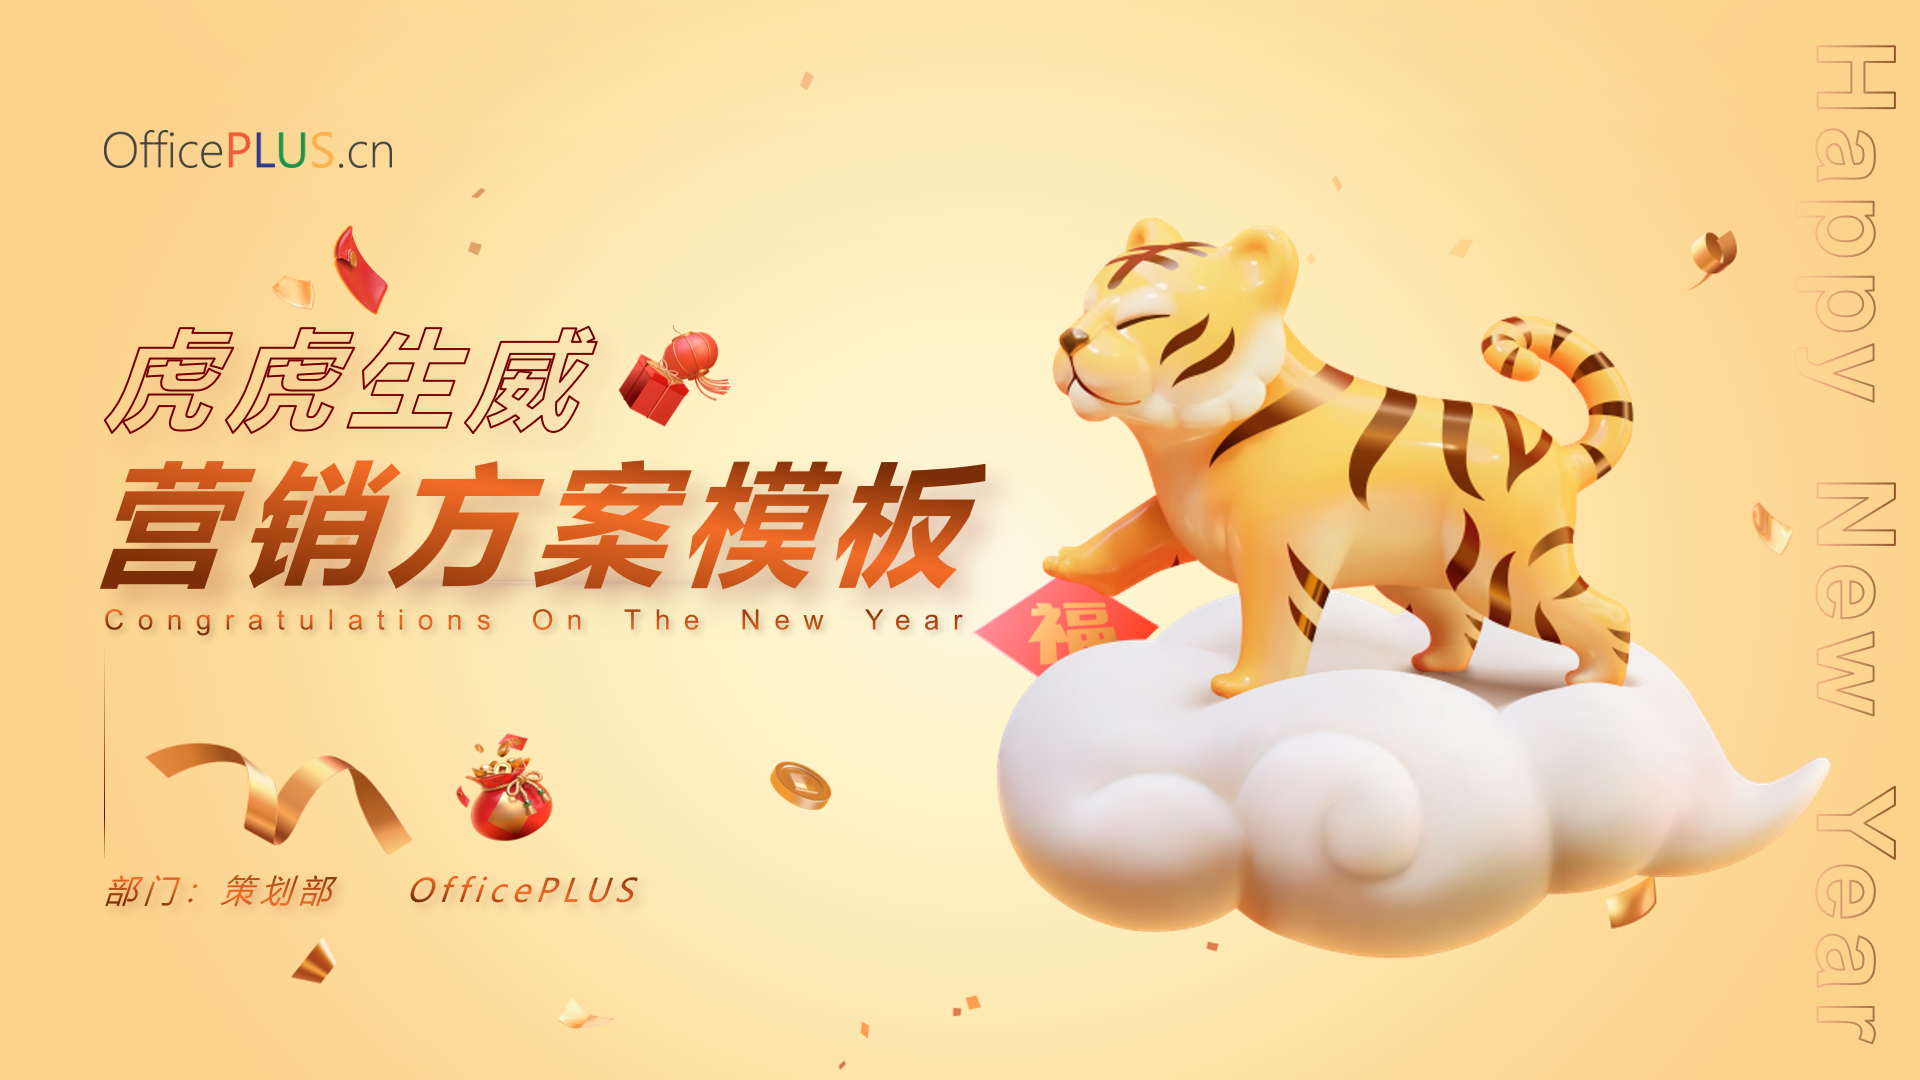 OfficePLUS.cn
虎虎生威
营销方案模板
Congratulations On The New Year
部门：策划部
OfficePLUS
福
Happy New Year